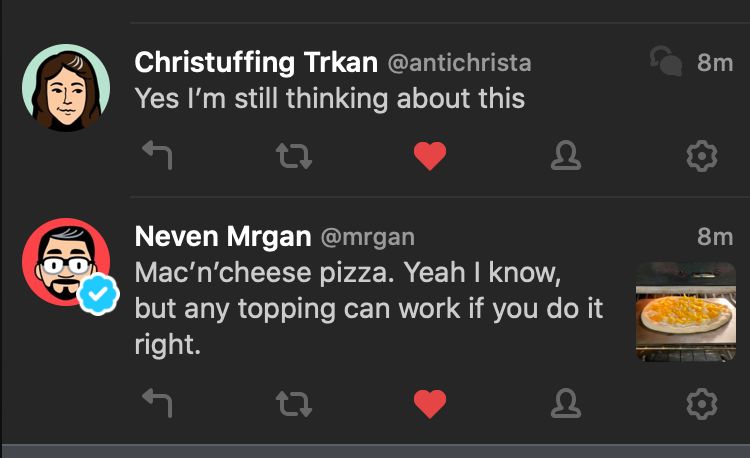 Christuffing Trkan @antichrista 8m
Yes I’m still thinking about this
Neven Mrgan @mrgan 8m
Mac’n’cheese pizza. Yeah I know,
but any topping can work if you do it
right.